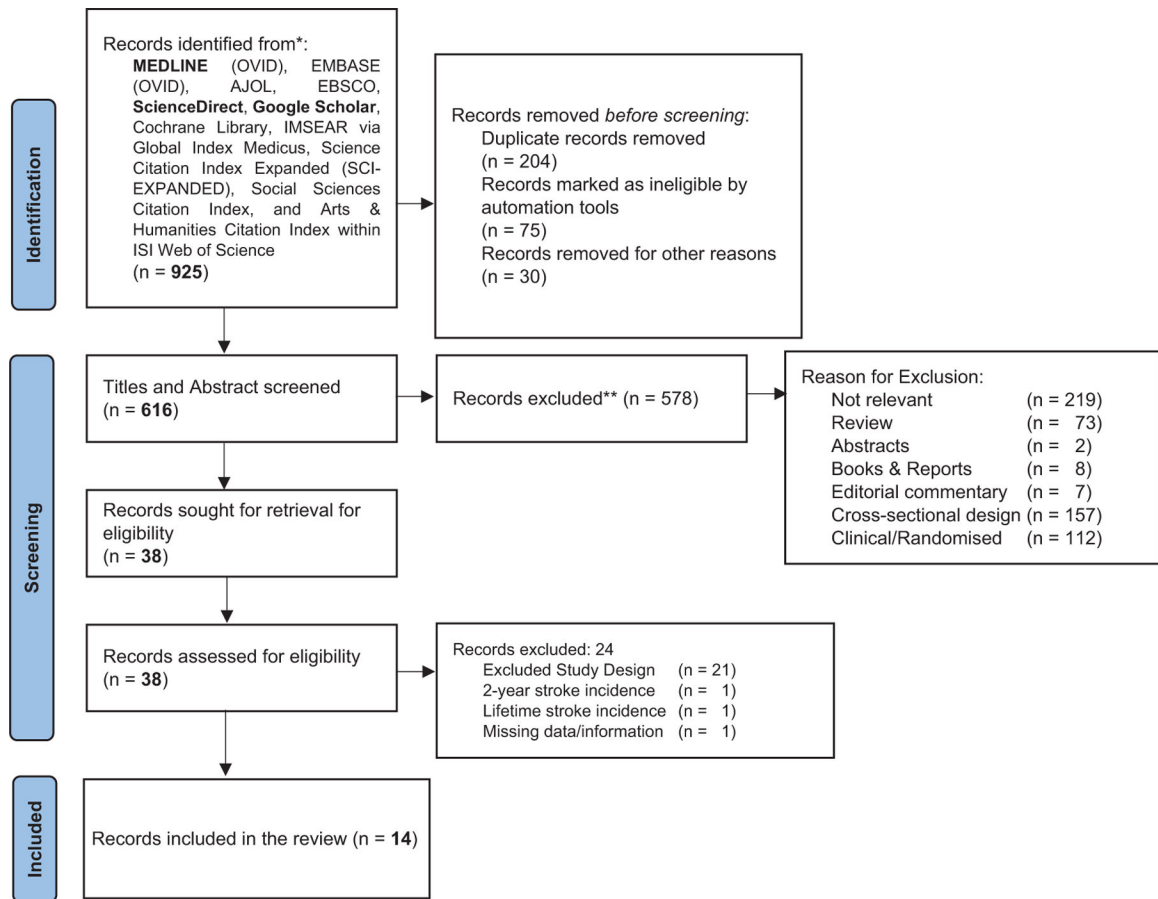 Identification
Records identified from*:
MEDLINE (OVID), EMBASE
(OVID), AJOL, EBSCO,
ScienceDirect, Google Scholar,
Cochrane Library, IMSEAR via
Global Index Medicus, Science
Citation Index Expanded (SCI-
EXPANDED), Social Sciences
Citation Index, and Arts &
Humanities Citation Index within
ISI Web of Science
(n = 925)
Records removed before screening:
Duplicate records removed
(n = 204)
Records marked as ineligible by
automation tools
(n = 75)
Records removed for other reasons
(n = 30)
Screening
Titles and Abstract screened
(n = 616)
Records excluded** (n = 578)
Reason for Exclusion:
Not relevant (n = 219)
Review (n = 73)
Abstracts (n = 2)
Books & Reports (n = 8)
Editorial commentary (n = 7)
Cross-sectional design (n = 157)
Clinical/Randomised (n = 112)
Records sought for retrieval for
eligibility
(n = 38)
Records assessed for eligibility
(n = 38)
Records excluded: 24
Excluded Study Design (n = 21)
2-year stroke incidence (n = 1)
Lifetime stroke incidence (n = 1)
Missing data/information (n = 1)
Included
Records included in the review (n = 14)